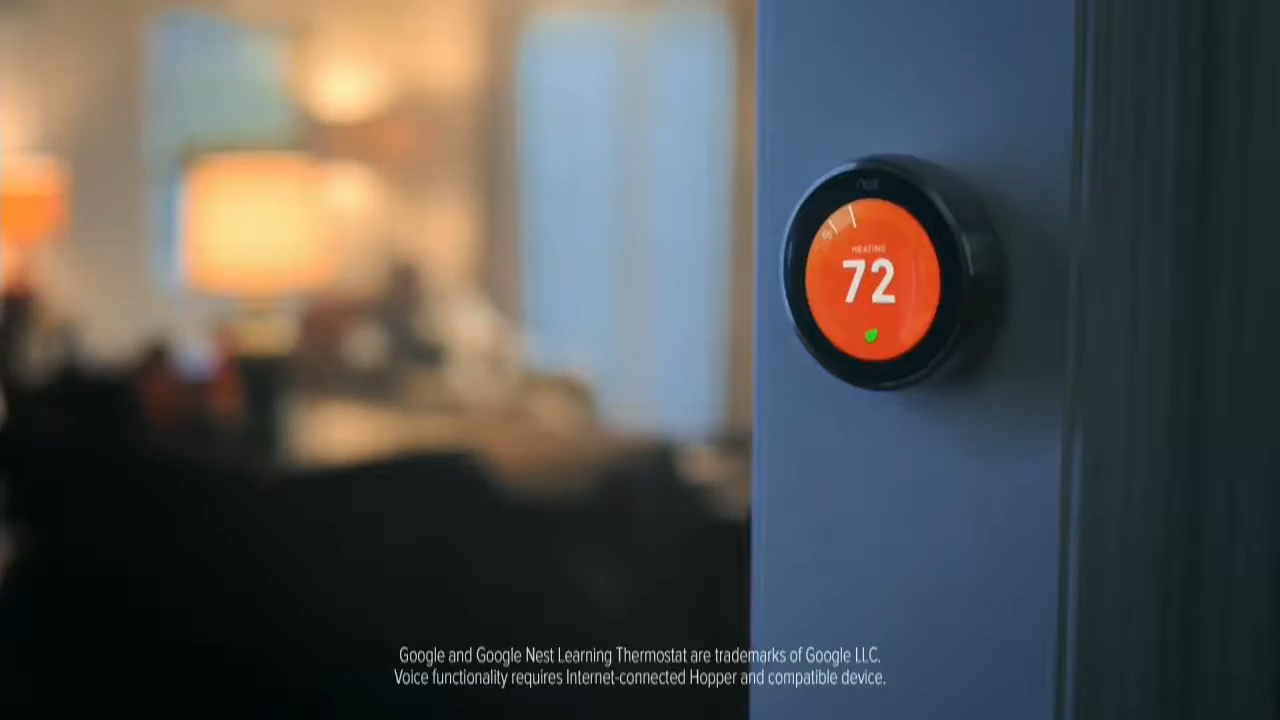 nest
HEATING
72
Google and Google Nest Learning Thermostat are trademarks of Google LLC.
Voice functionality requires Internet-connected Hopper and compatible device.